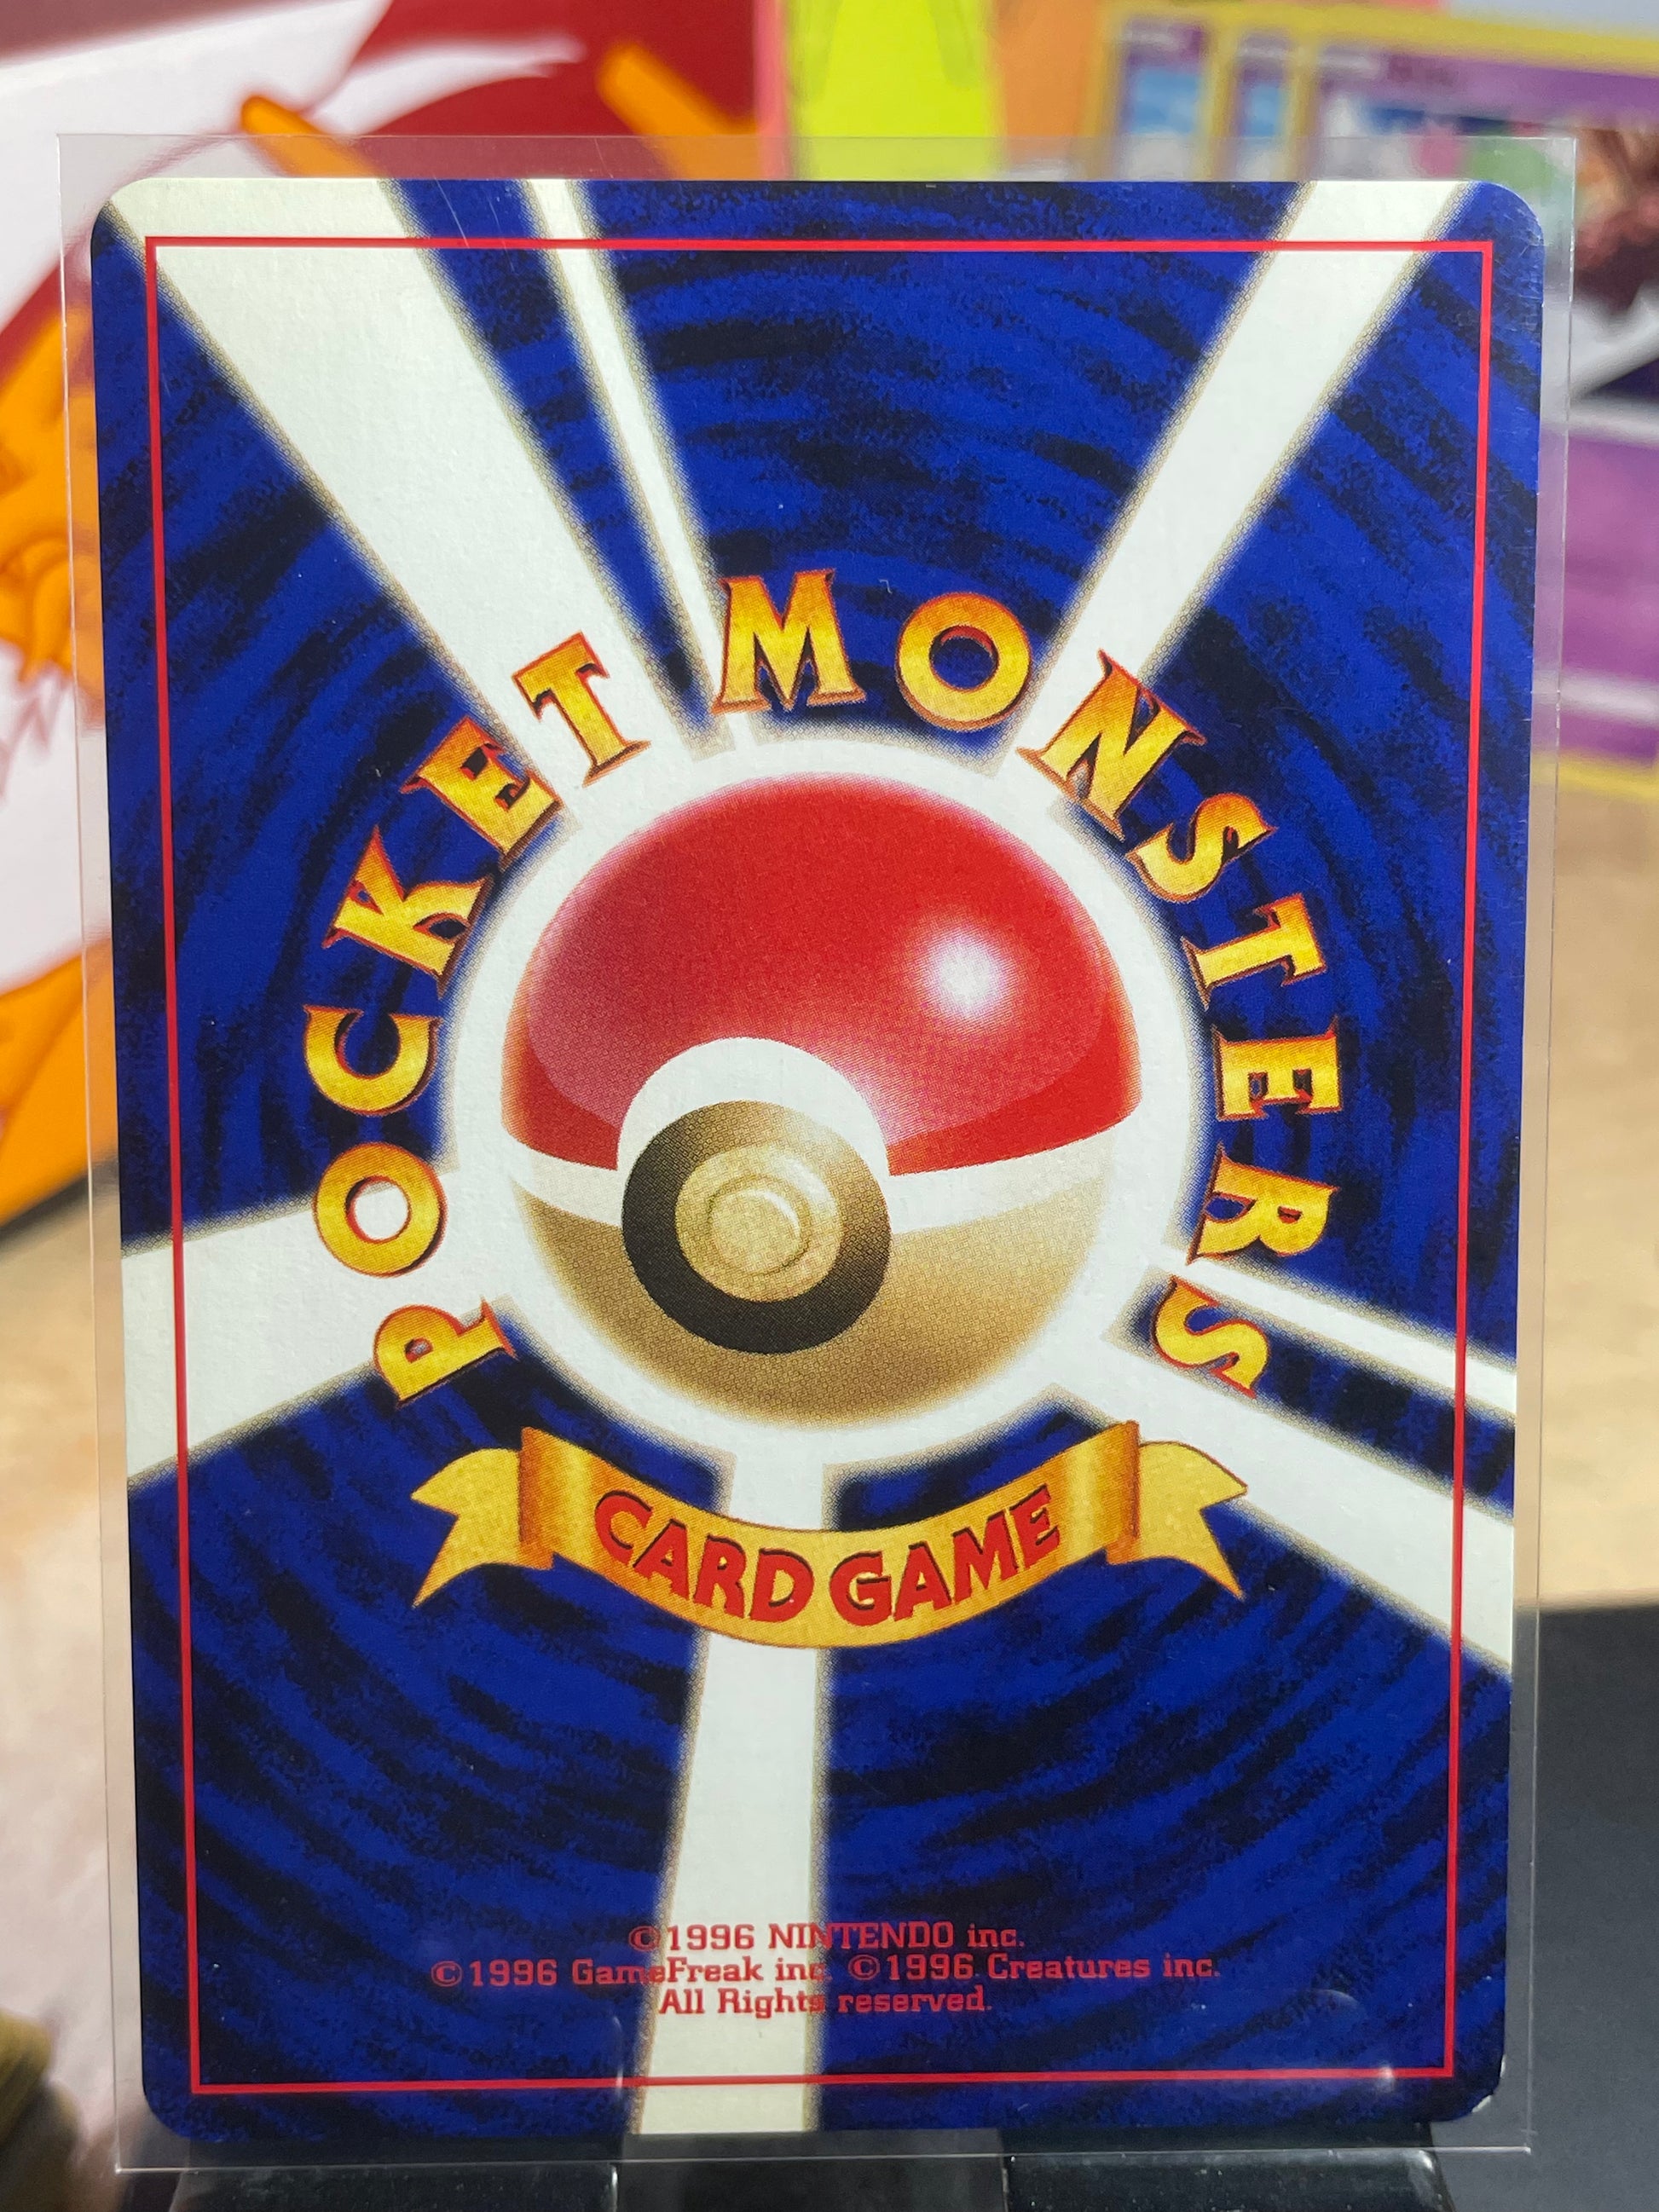 POCKET MONSTERS
CARD GAME
©1996 NINTENDO inc.
©1996 GameFreak inc. ©1996 Creatures inc.
All Rights reserved.